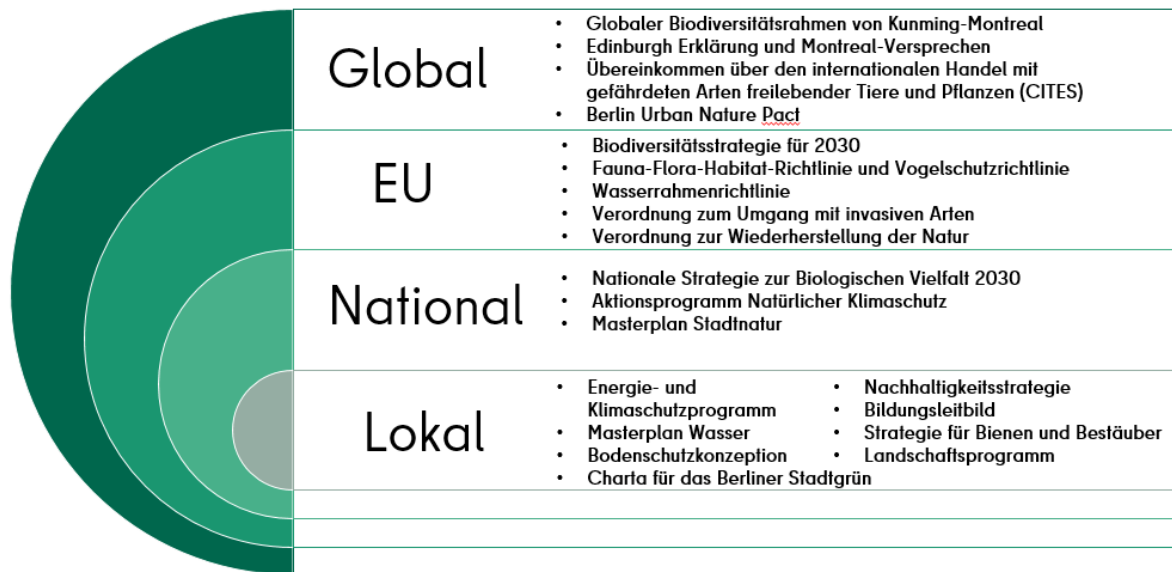 Global
• Globaler Biodiversitätsrahmen von Kunming-Montreal
• Edinburgh Erklärung und Montreal-Versprechen
• Übereinkommen über den internationalen Handel mit
gefährdeten Arten freilebender Tiere und Pflanzen (CITES)
• Berlin Urban Nature Pact
EU
• Biodiversitätsstrategie für 2030
• Fauna-Flora-Habitat-Richtlinie und Vogelschutzrichtlinie
• Wasserrahmenrichtlinie
• Verordnung zum Umgang mit invasiven Arten
• Verordnung zur Wiederherstellung der Natur
National
• Nationale Strategie zur Biologischen Vielfalt 2030
• Aktionsprogramm Natürlicher Klimaschutz
• Masterplan Stadtnatur
Lokal
• Energie- und
Klimaschutzprogramm
• Masterplan Wasser
• Bodenschutzkonzeption
• Charta für das Berliner Stadtgrün
• Nachhaltigkeitsstrategie
• Bildungsleitbild
• Strategie für Bienen und Bestäuber
• Landschaftsprogramm